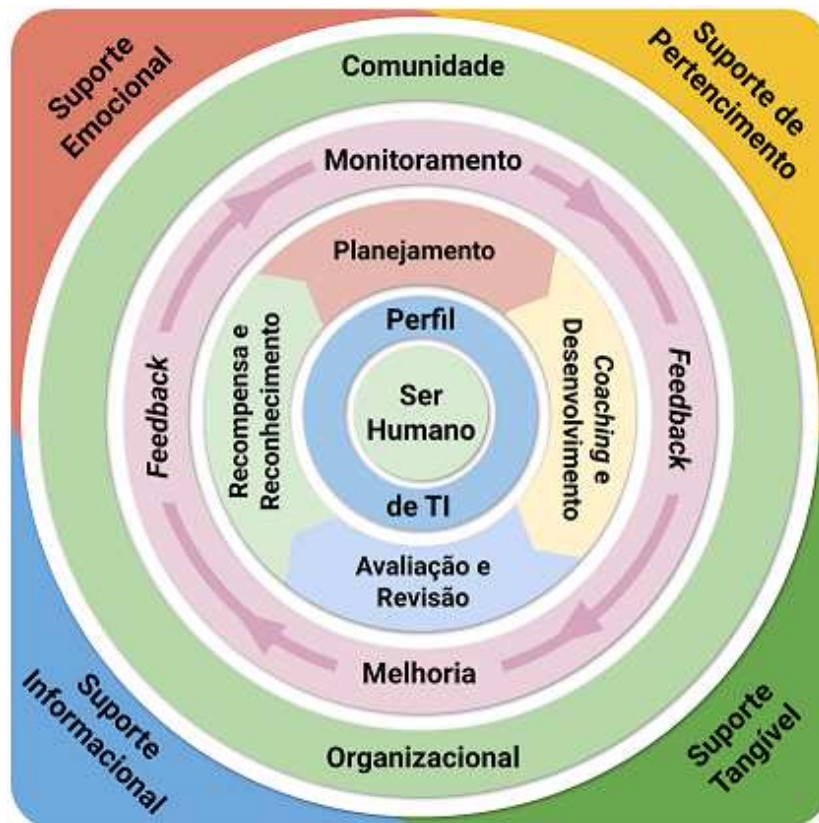 Suporte
Emocional
Suporte de
Pertencimento
Comunidade
Monitoramento
Planejamento
Perfil
Ser
Humano
de TI
Recompensa e
Reconhecimento
Coaching e
Desenvolvimento
Feedback
Feedback
Avaliação e
Revisão
Melhoria
Organizacional
Suporte
Informacional
Suporte
Tangível